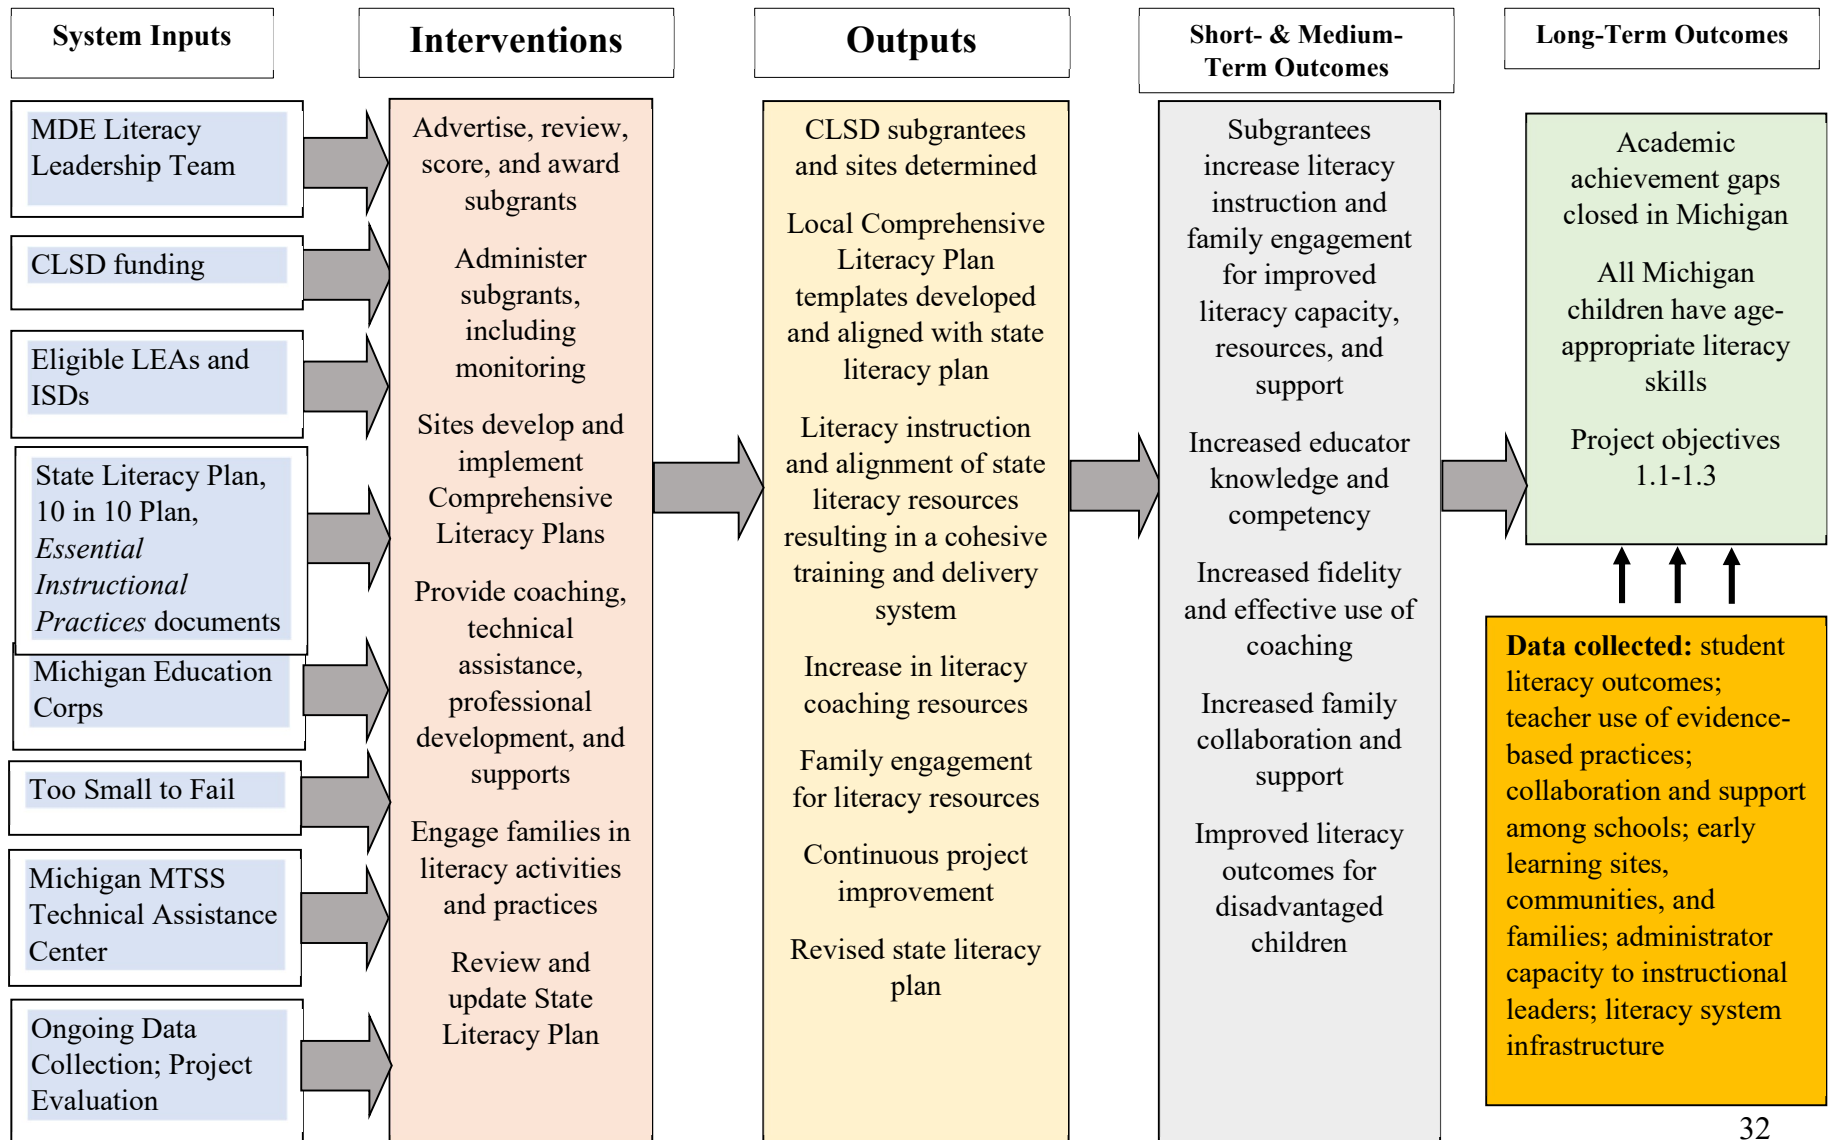 System Inputs
Interventions
Outputs
Short- & Medium-
Term Outcomes
Long-Term Outcomes
MDE Literacy
Leadership Team
CLSD funding
Eligible LEAs and
ISDs
State Literacy Plan,
10 in 10 Plan,
Essential
Instructional
Practices documents
Michigan Education
Corps
Too Small to Fail
Michigan MTSS
Technical Assistance
Center
Ongoing Data
Collection; Project
Evaluation
Advertise, review,
score, and award
subgrants
Administer
subgrants,
including
monitoring
Sites develop and
implement
Comprehensive
Literacy Plans
Provide coaching,
technical
assistance,
professional
development, and
supports
Engage families in
literacy activities
and practices
Review and
update State
Literacy Plan
CLSD subgrantees
and sites determined
Local Comprehensive
Literacy Plan
templates developed
and aligned with state
literacy plan
Literacy instruction
and alignment of state
literacy resources
resulting in a cohesive
training and delivery
system
Increase in literacy
coaching resources
Family engagement
for literacy resources
Continuous project
improvement
Revised state literacy
plan
Subgrantees
increase literacy
instruction and
family engagement
for improved
literacy capacity,
resources, and
support
Increased educator
knowledge and
competency
Increased fidelity
and effective use of
coaching
Increased family
collaboration and
support
Improved literacy
outcomes for
disadvantaged
children
Academic
achievement gaps
closed in Michigan
All Michigan
children have age-
appropriate literacy
skills
Project objectives
1.1-1.3
Data collected: student
literacy outcomes;
teacher use of evidence-
based practices;
collaboration and support
among schools; early
learning sites,
communities, and
families; administrator
capacity to instructional
leaders; literacy system
infrastructure
32